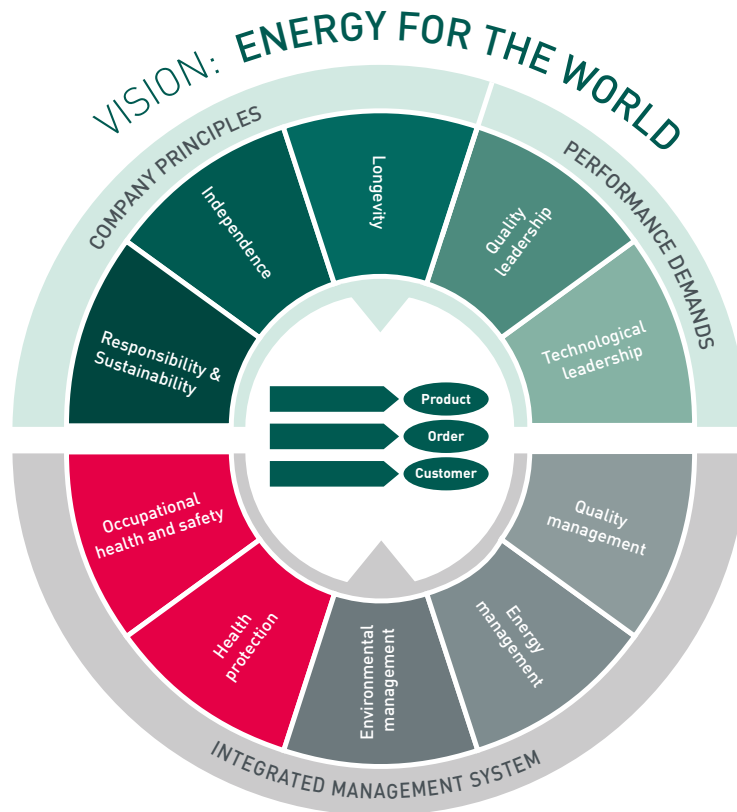 VISION: ENERGY FOR THE WORLD
COMPANY PRINCIPLES
PERFORMANCE DEMANDS
Responsibility &
Sustainability
Independence
Longevity
Quality
leadership
Technological
leadership
Product
Order
Customer
Occupational
health and safety
Health
protection
Environmental
management
Energy
management
Quality
management
INTEGRATED MANAGEMENT SYSTEM